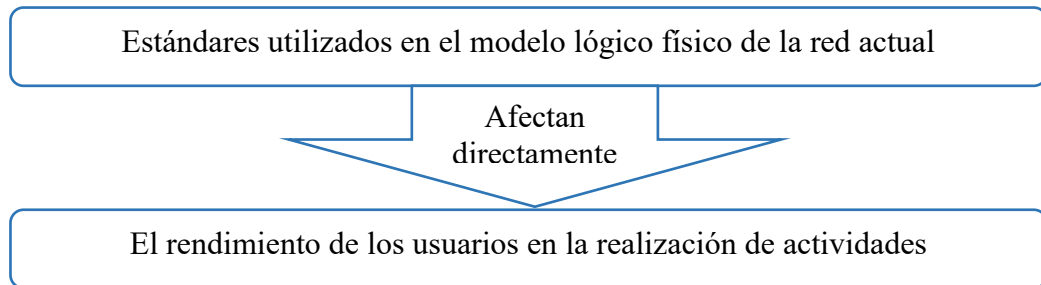 Estándares utilizados en el modelo lógico físico de la red actual
Afectan
directamente
El rendimiento de los usuarios en la realización de actividades